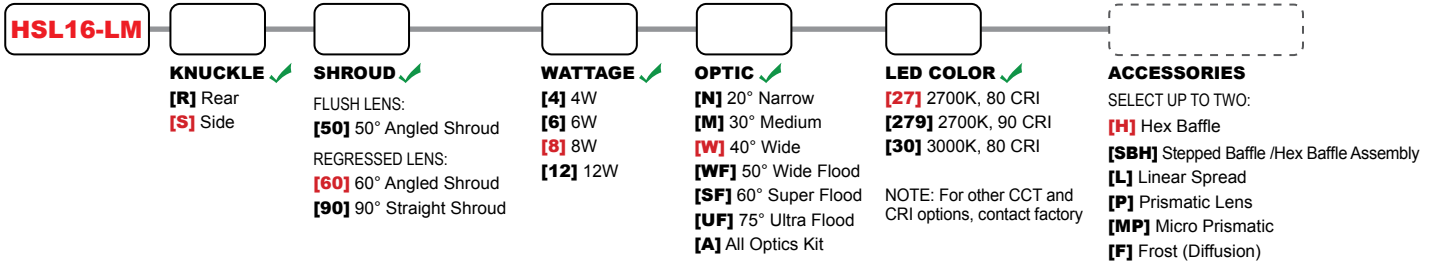 HSL16-LM
KNUCKLE
[R] Rear
[S] Side
SHROUD
FLUSH LENS:
[50] 50° Angled Shroud
REGRESSED LENS:
[60] 60° Angled Shroud
[90] 90° Straight Shroud
WATTAGE
[4] 4W
[6] 6W
[8] 8W
[12] 12W
OPTIC
[N] 20° Narrow
[M] 30° Medium
[W] 40° Wide
[WF] 50° Wide Flood
[SF] 60° Super Flood
[UF] 75° Ultra Flood
[A] All Optics Kit
LED COLOR
[27] 2700K, 80 CRI
[279] 2700K, 90 CRI
[30] 3000K, 80 CRI
NOTE: For other CCT and
CRI options, contact factory
ACCESSORIES
SELECT UP TO TWO:
[H] Hex Baffle
[SBH] Stepped Baffle /Hex Baffle Assembly
[L] Linear Spread
[P] Prismatic Lens
[MP] Micro Prismatic
[F] Frost (Diffusion)